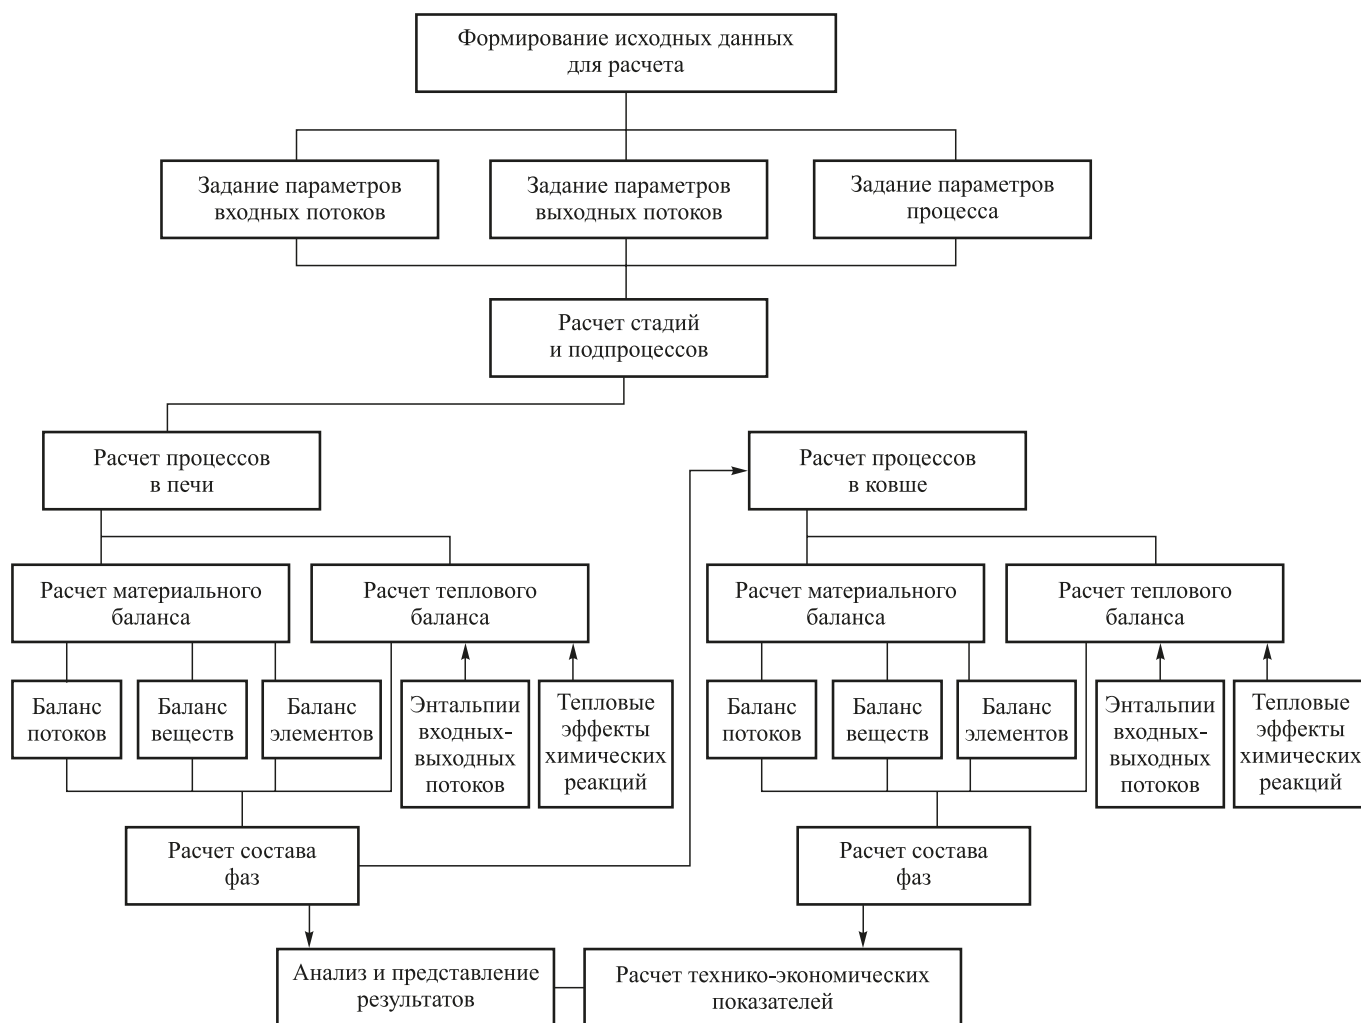 Формирование исходных данных
для расчета
Задание параметров
входных потоков
Задание параметров
выходных потоков
Задание параметров
процесса
Расчет стадий
и подпроцессов
Расчет процессов
в печи
Расчет процессов
в ковше
Расчет материального
баланса
Расчет теплового
баланса
Расчет материального
баланса
Расчет теплового
баланса
Баланс
потоков
Баланс
веществ
Баланс
элементов
Энтальпии
входных-
выходных
потоков
Тепловые
эффекты
химических
реакций
Баланс
потоков
Баланс
веществ
Баланс
элементов
Энтальпии
входных-
выходных
потоков
Тепловые
эффекты
химических
реакций
Расчет состава
фаз
Расчет состава
фаз
Анализ и представление
результатов
Расчет технико-экономических
показателей